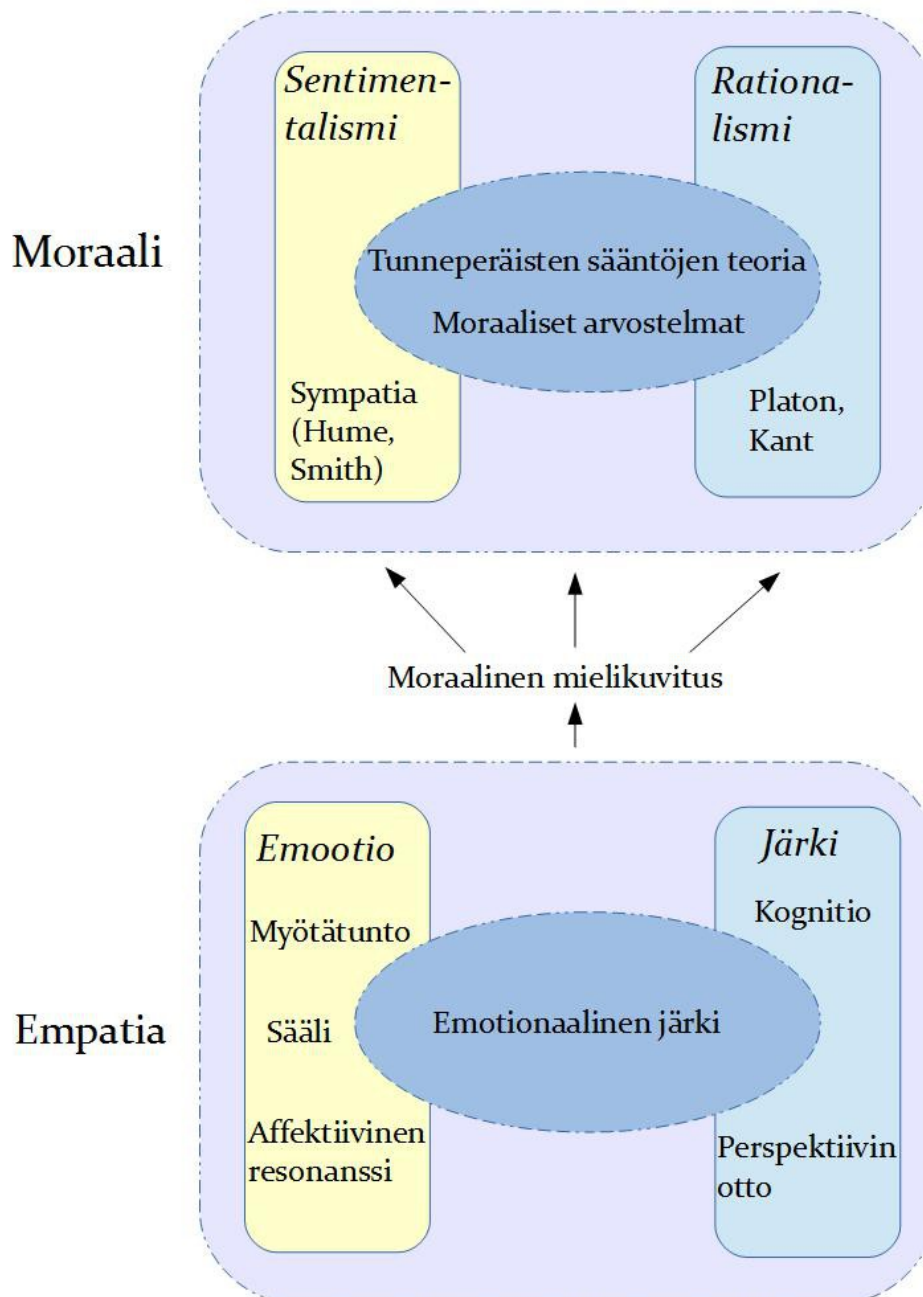 Sentimen-
talismi
Rationa-
lismi
Moraali
Tunneperäisten sääntöjen teoria
Moraaliset arvostelmat
Sympatia
(Hume,
Smith)
Platon,
Kant
Moraalinen mielikuvitus
Emootio
Järki
Myötätunto
Kognitio
Empatia
Sääli
Emotionaalinen järki
Affektiivinen
resonanssi
Perspektiivin
otto